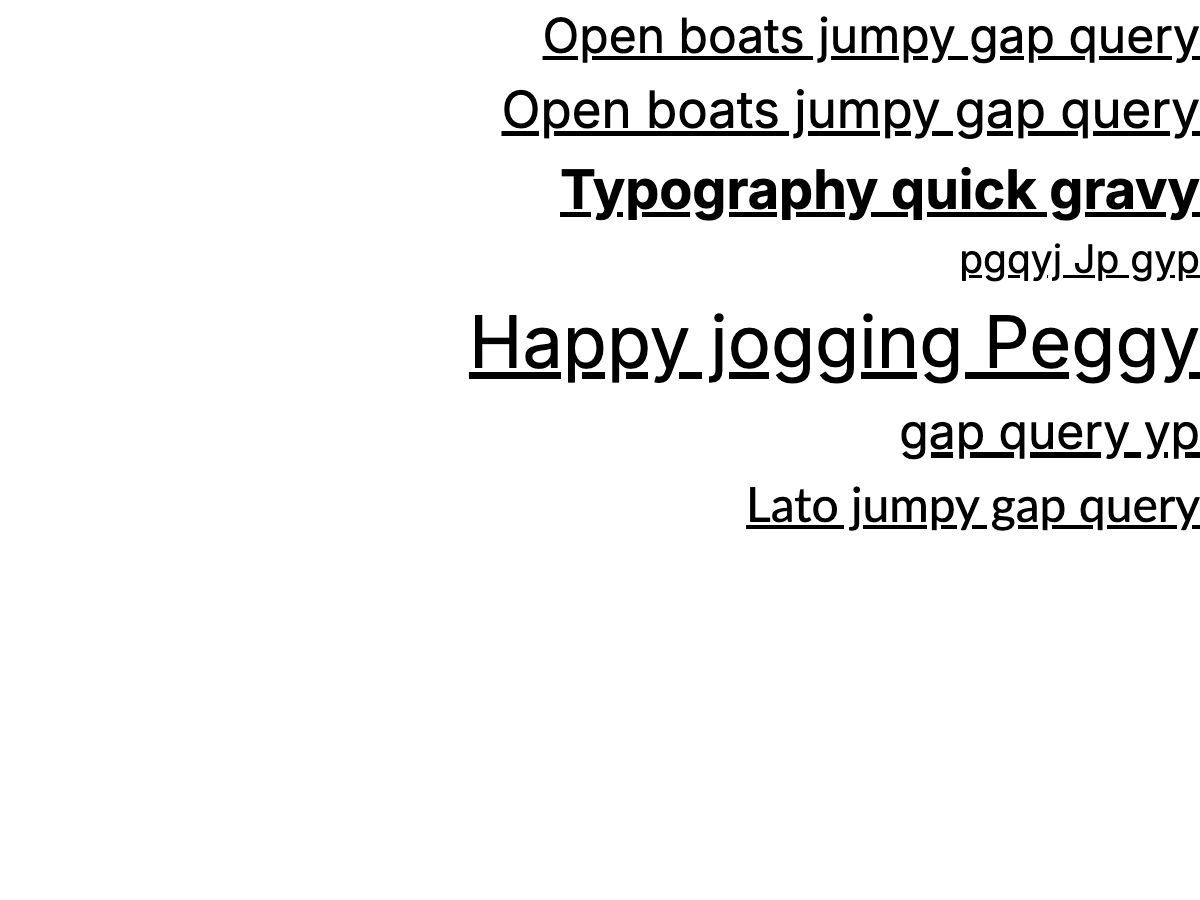 Open boats jumpy gap query
Open boats jumpy gap query
Typography quick gravy
pgqyj Jp gyp
Happy jogging Peggy
gap query yp
Lato jumpy gap query